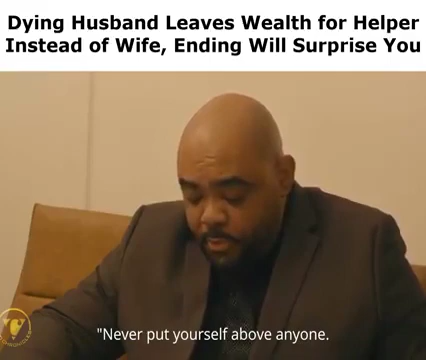 Dying Husband Leaves Wealth for Helper
Instead of Wife, Ending Will Surprise You
"Never put yourself above anyone.